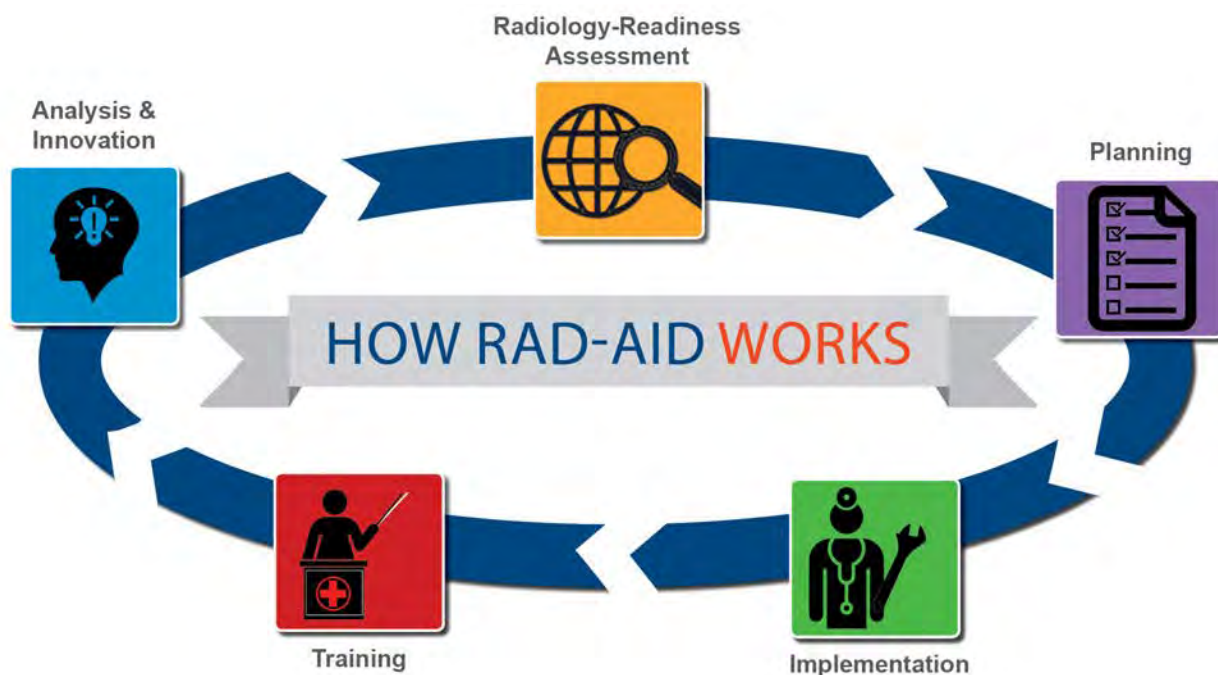 Radiology-Readiness
Assessment
Analysis &
Innovation
Planning
HOW RAD-AID WORKS
Training
Implementation